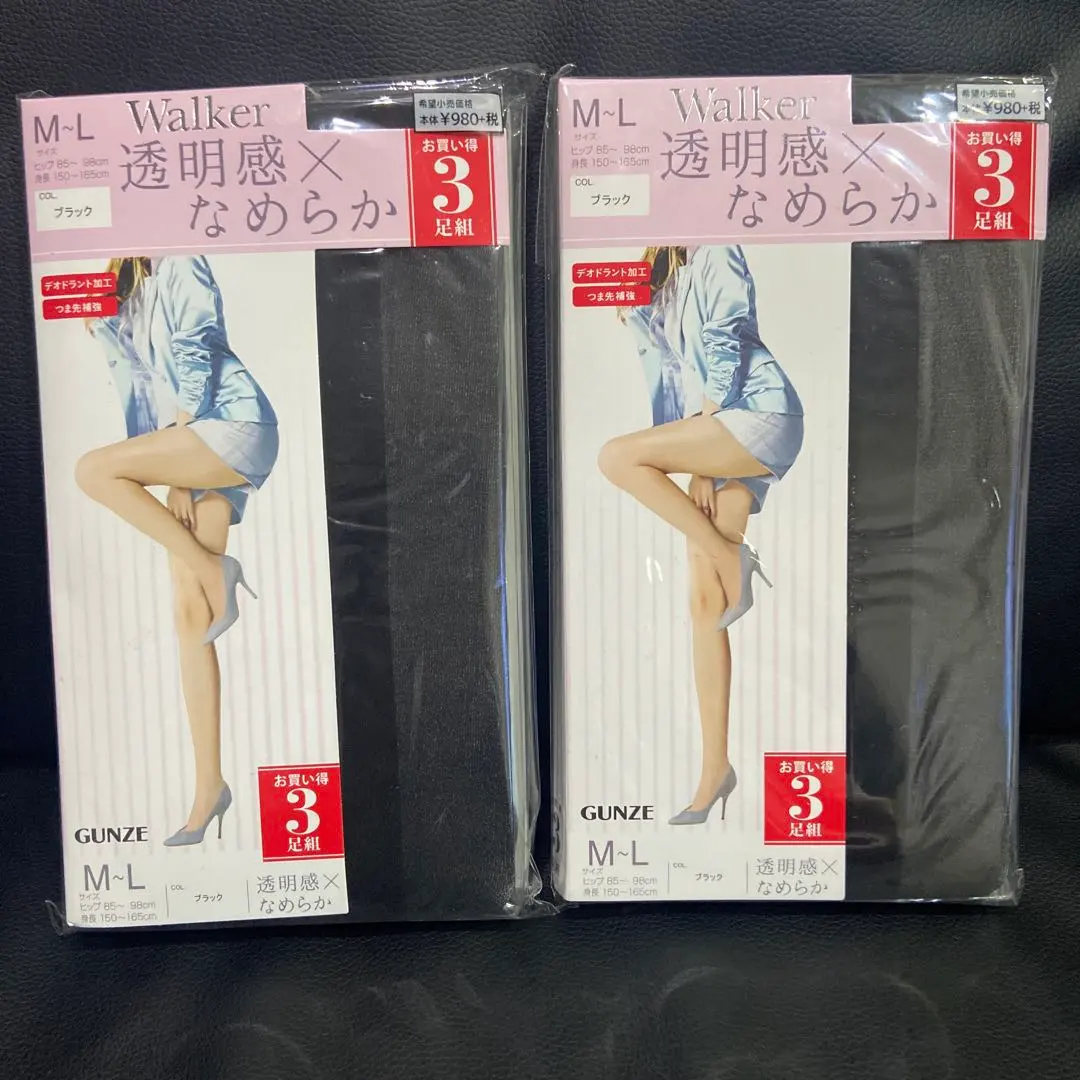 M~L
サイズ
ヒップ 85～98cm
身長 150～165cm
COL.
ブラック
Walker
透明感×
なめらか
希望小売価格
本体¥980+税
お買い得
3
足組
デオドラント加工
つま先補強
お買い得
3
足組
GUNZE
M~L
サイズ
ヒップ 85～98cm
身長 150～165cm
COL.
ブラック
透明感×
なめらか
M~L
サイズ
ヒップ 85～98cm
身長 150～165cm
COL.
ブラック
Walker
透明感×
なめらか
希望小売価格
本体¥980+税
お買い得
3
足組
デオドラント加工
つま先補強
お買い得
3
足組
GUNZE
M~L
サイズ
ヒップ 85～98cm
身長 150～165cm
COL.
ブラック
透明感×
なめらか